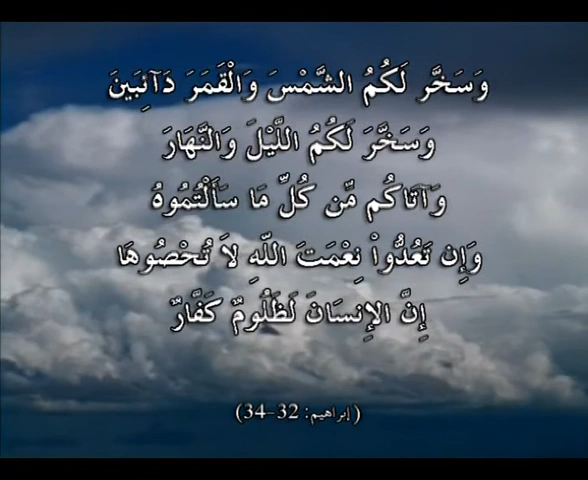 وَسَخَّر لَكُمُ الشَّمْسَ وَالْقَمَرَ دَآئِبَينَ
وَسَخَّرَ لَكُمُ اللَّيْلَ وَالنَّهَارَ
وَآتَاكُم مِّن كُلِّ مَا سَأَلْتُمُوهُ
وَإِن تَعُدُّواْ نِعْمَتَ اللّهِ لاَ تُحْصُوهَا
إِنَّ الإِنسَانَ لَظَلُومٌ كَفَّارٌ
(إبراهيم: 32-34)